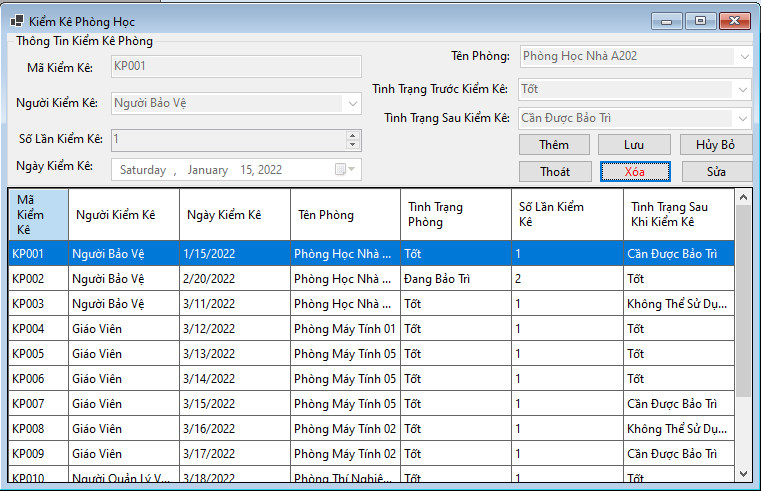 Kiểm Kê Phòng Học
Thông Tin Kiểm Kê Phòng
Mã Kiểm Kê: KP001
Tên Phòng: Phòng Học Nhà A202
Người Kiểm Kê: Người Bảo Vệ
Tình Trạng Trước Kiểm Kê: Tốt
Số Lần Kiểm Kê: 1
Tình Trạng Sau Kiểm Kê: Cần Được Bảo Trì
Ngày Kiểm Kê: Saturday , January 15, 2022
Thêm Lưu Hủy Bỏ
Thoát Xóa Sửa
Mã Kiểm Kê Người Kiểm Kê Ngày Kiểm Kê Tên Phòng Tình Trạng Phòng Số Lần Kiểm Kê Tình Trạng Sau Khi Kiểm Kê
KP001 Người Bảo Vệ 1/15/2022 Phòng Học Nhà ... Tốt 1 Cần Được Bảo Trì
KP002 Người Bảo Vệ 2/20/2022 Phòng Học Nhà ... Đang Bảo Trì 2 Tốt
KP003 Người Bảo Vệ 3/11/2022 Phòng Học Nhà ... Tốt 1 Không Thể Sử Dụ...
KP004 Giáo Viên 3/12/2022 Phòng Máy Tính 01 Tốt 1 Tốt
KP005 Giáo Viên 3/13/2022 Phòng Máy Tính 05 Tốt 1 Tốt
KP006 Giáo Viên 3/14/2022 Phòng Máy Tính 05 Tốt 1 Tốt
KP007 Giáo Viên 3/15/2022 Phòng Máy Tính 05 Tốt 1 Cần Được Bảo Trì
KP008 Giáo Viên 3/16/2022 Phòng Máy Tính 02 Tốt 1 Không Thể Sử Dụ...
KP009 Giáo Viên 3/17/2022 Phòng Máy Tính 02 Tốt 1 Cần Được Bảo Trì
KP010 Người Quản Lý V... 3/18/2022 Phòng Thí Nghiệ... Tốt 1 Tốt